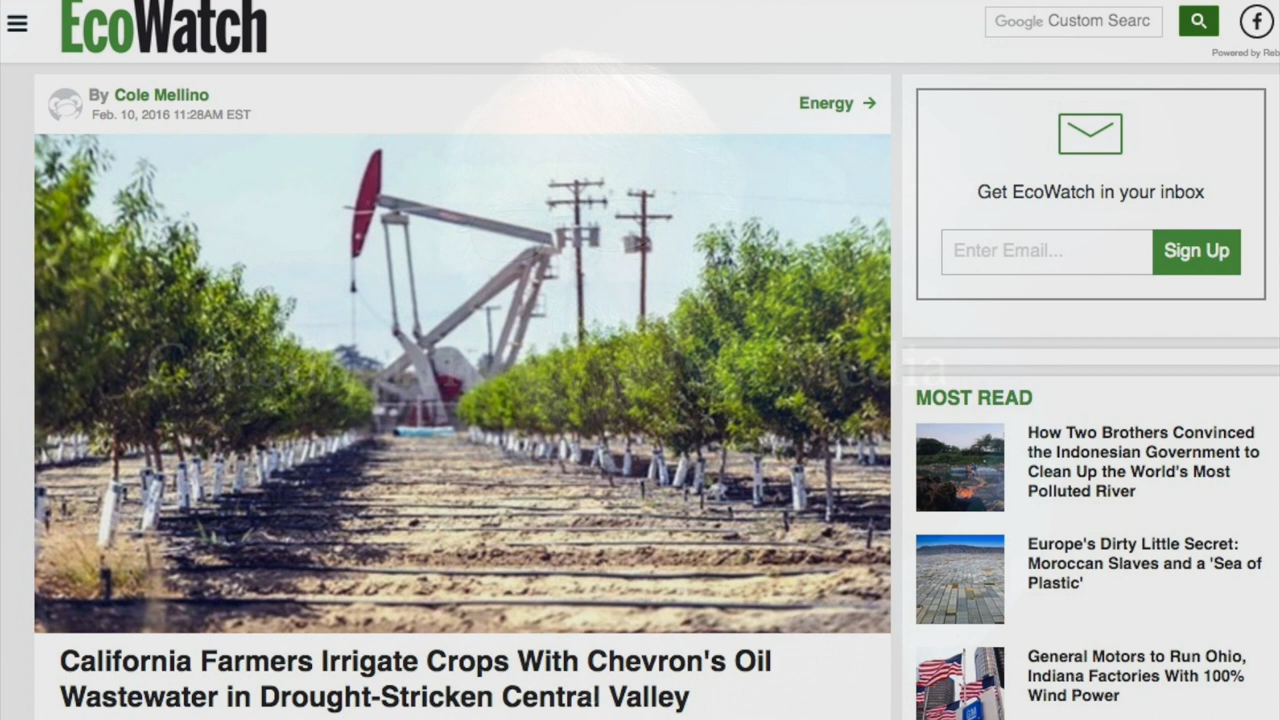 EcoWatch
Google Custom Searc
Powered by Reb
By Cole Mellino
Feb. 10, 2016 11:28AM EST
Energy →
Get EcoWatch in your inbox
Enter Email...
Sign Up
California Farmers Irrigate Crops With Chevron's Oil
Wastewater in Drought-Stricken Central Valley
MOST READ
How Two Brothers Convinced
the Indonesian Government to
Clean Up the World's Most
Polluted River
Europe's Dirty Little Secret:
Moroccan Slaves and a 'Sea of
Plastic'
General Motors to Run Ohio,
Indiana Factories With 100%
Wind Power